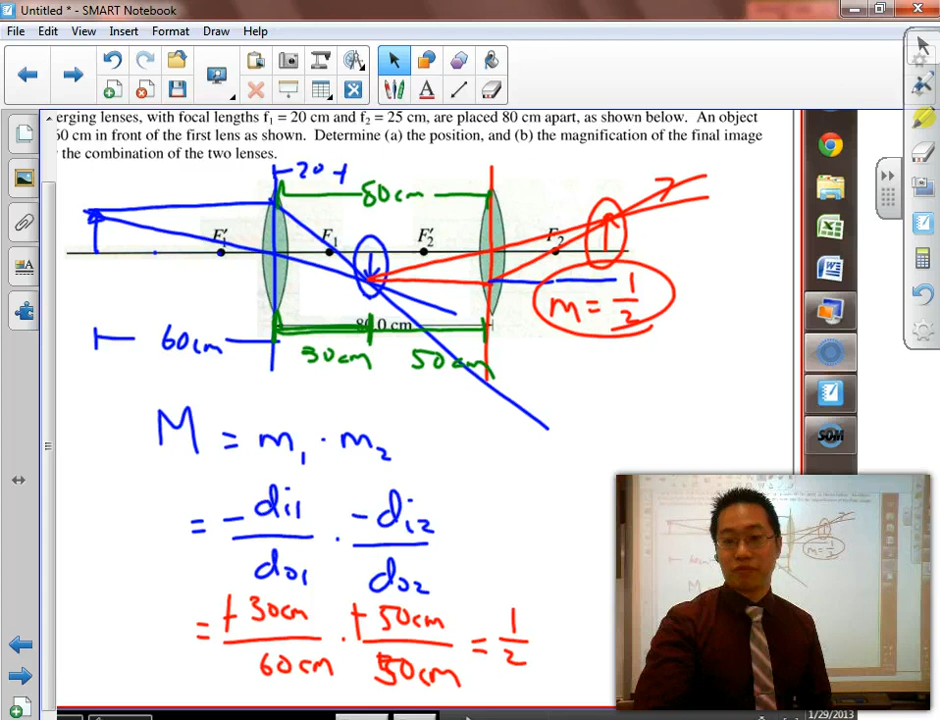 Untitled * - SMART Notebook
File Edit View Insert Format Draw Help
erging lenses, with focal lengths f₁ = 20 cm and f₂ = 25 cm, are placed 80 cm apart, as shown below. An object
60 cm in front of the first lens as shown. Determine (a) the position, and (b) the magnification of the final image
the combination of the two lenses.
20
80cm
F₁′ F₁ F₂′ F₂
m = 1/2
80.0 cm
60cm 30cm 50cm
M = m₁ · m₂
= -di1/do1 · -di2/do2
= +30cm/60cm · +50cm/50cm = 1/2
m=1/2
1/29/2013